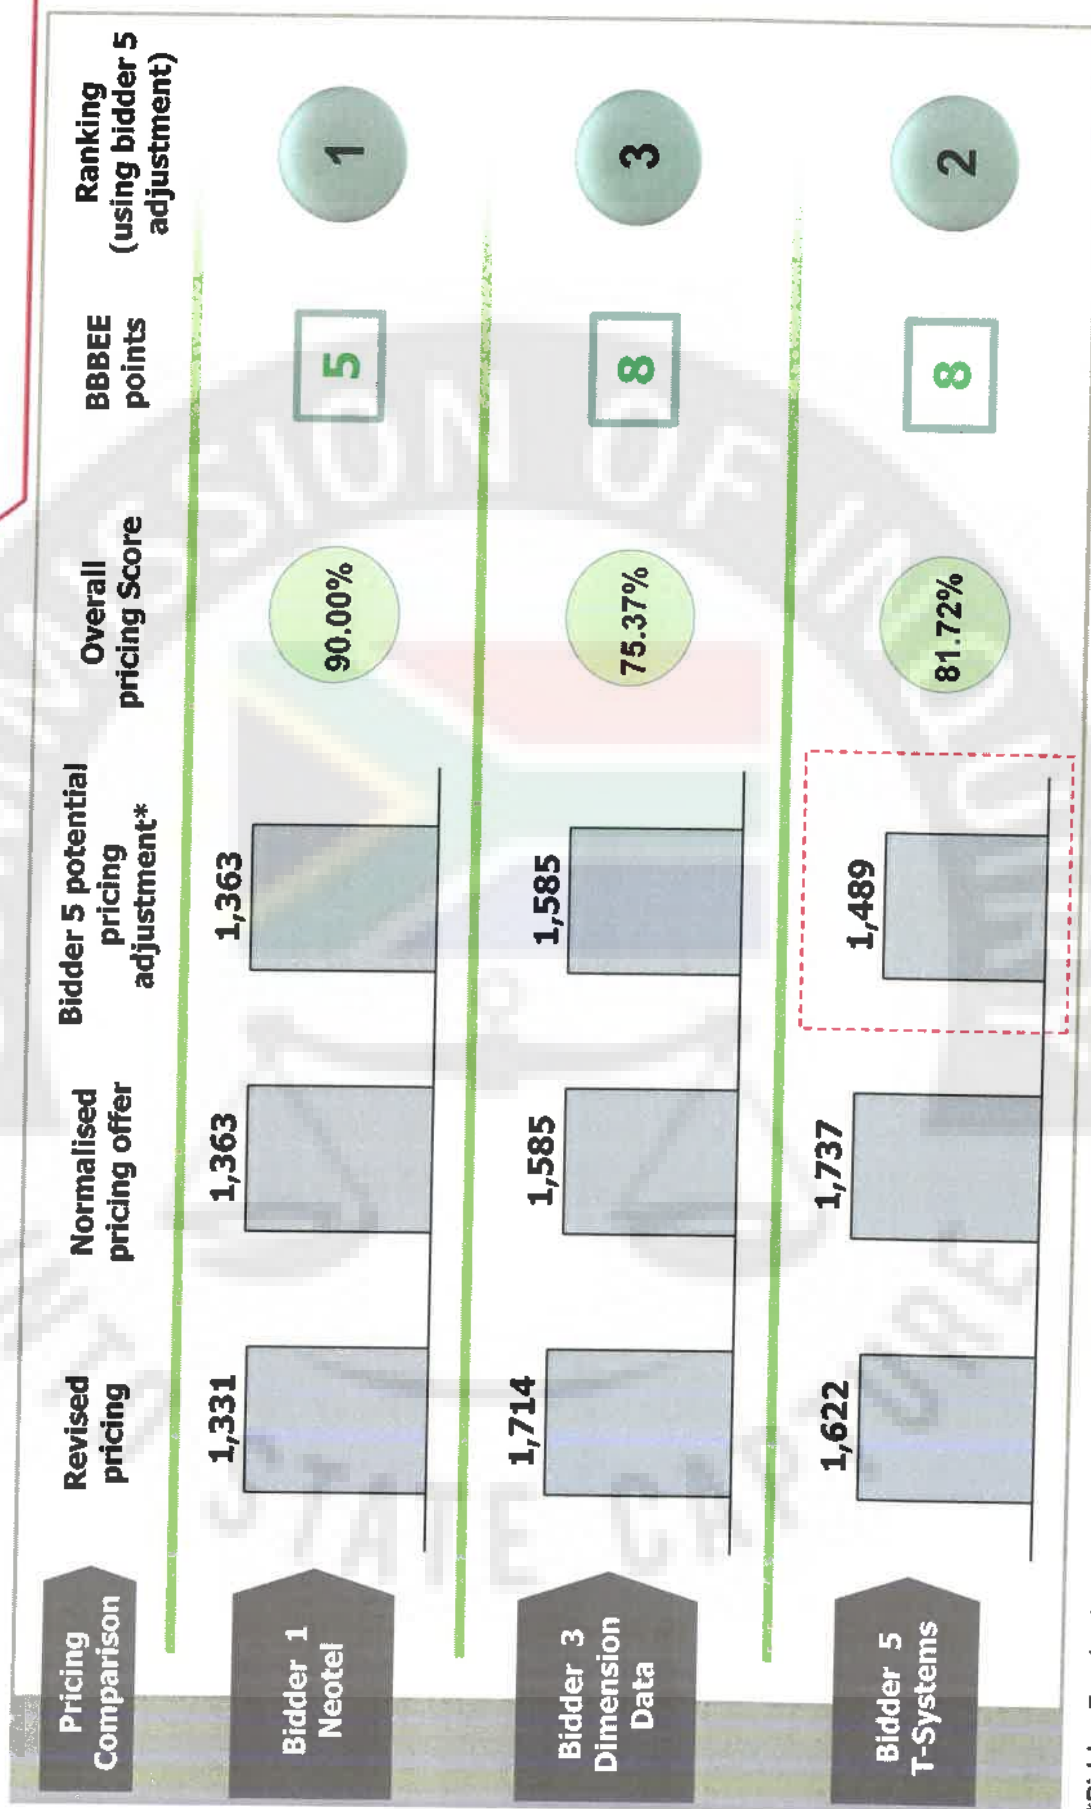 Pricing
Comparison
Revised
pricing
Normalised
pricing offer
Bidder 5 potential
pricing
adjustment*
Overall
pricing Score
BBBEE
points
Ranking
(using bidder 5
adjustment)
Bidder 1
Neotel
1,331
1,363
1,363
90.00%
5
1
Bidder 3
Dimension
Data
1,714
1,585
1,585
75.37%
8
3
Bidder 5
T-Systems
1,622
1,737
1,489
81.72%
8
2